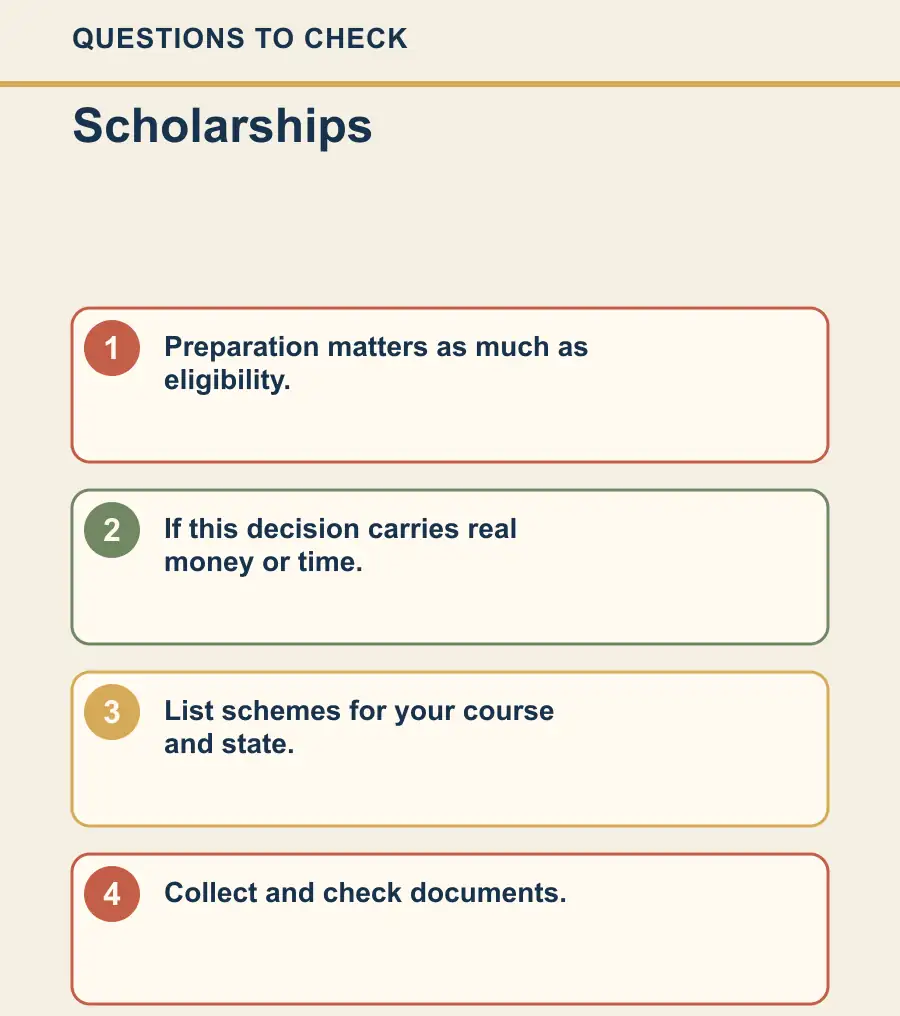 QUESTIONS TO CHECK
Scholarships
1
Preparation matters as much as
eligibility.
2
If this decision carries real
money or time.
3
List schemes for your course
and state.
4
Collect and check documents.